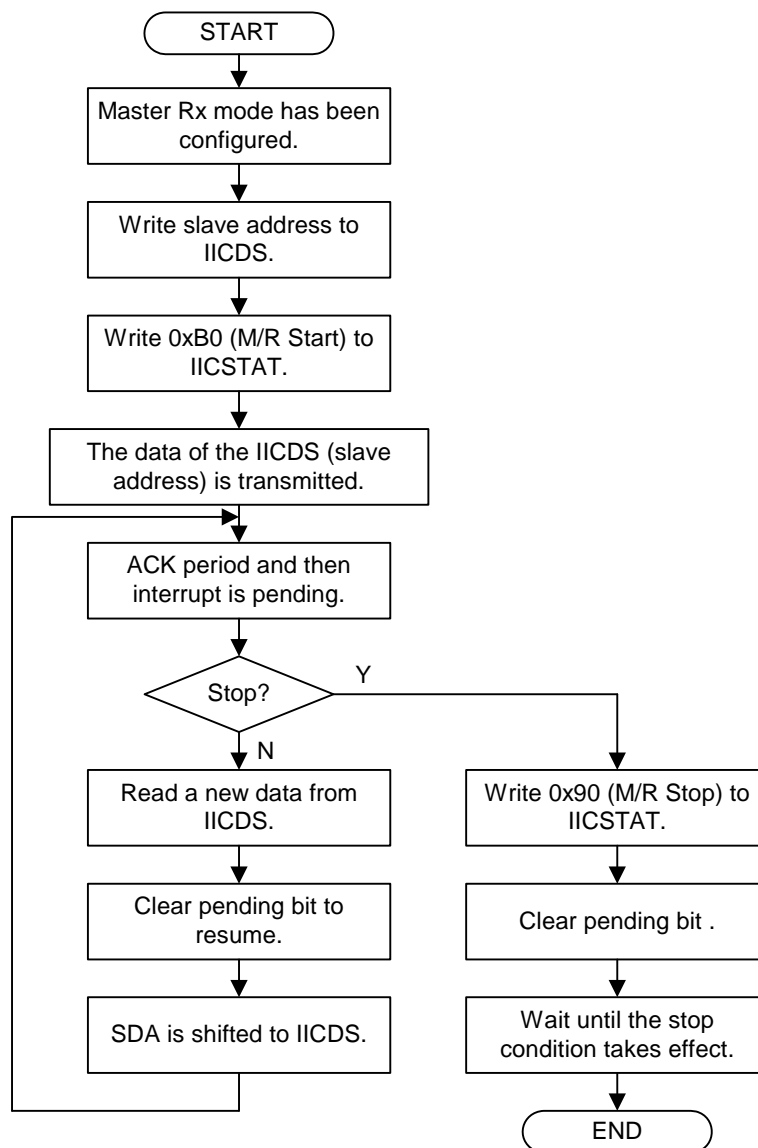 START
Master Rx mode has been
configured.
Write slave address to
IICDS.
Write 0xB0 (M/R Start) to
IICSTAT.
The data of the IICDS (slave
address) is transmitted.
ACK period and then
interrupt is pending.
Stop?
Y
N
Read a new data from
IICDS.
Clear pending bit to
resume.
SDA is shifted to IICDS.
Write 0x90 (M/R Stop) to
IICSTAT.
Clear pending bit .
Wait until the stop
condition takes effect.
END